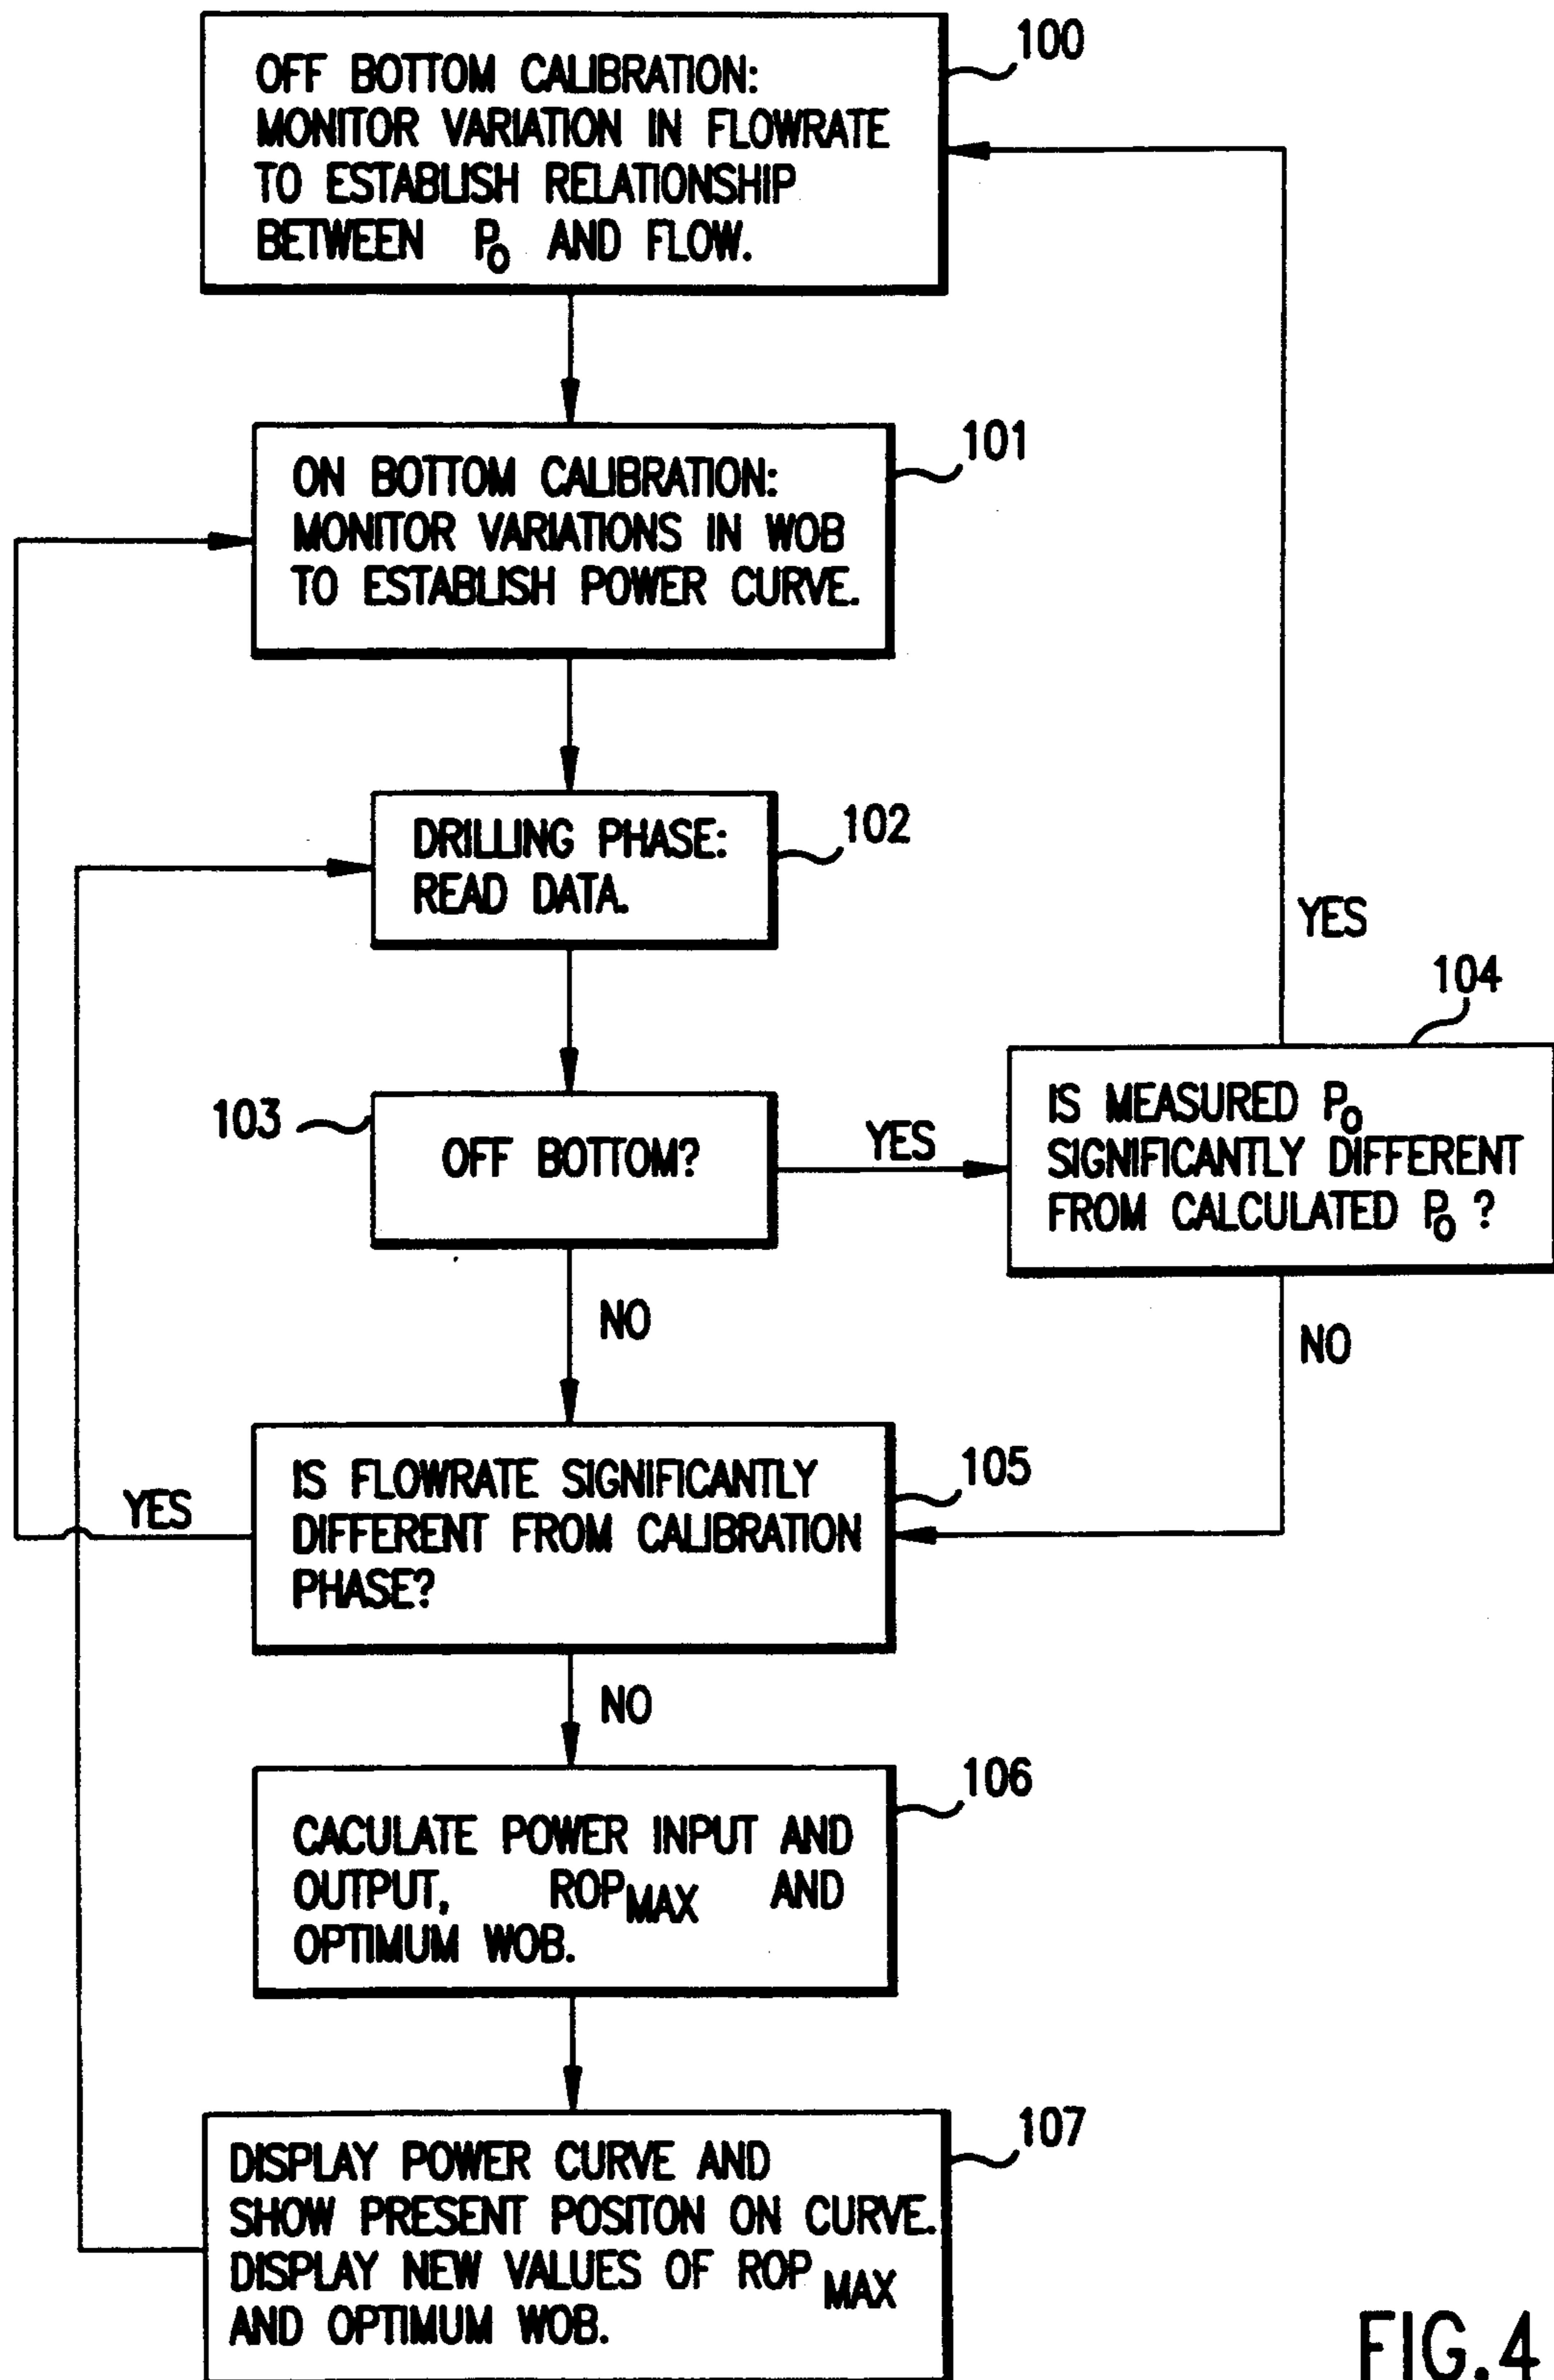 100
OFF BOTTOM CALIBRATION:
MONITOR VARIATION IN FLOWRATE
TO ESTABLISH RELATIONSHIP
BETWEEN P0 AND FLOW.
101
ON BOTTOM CALIBRATION:
MONITOR VARIATIONS IN WOB
TO ESTABLISH POWER CURVE.
102
DRILLING PHASE:
READ DATA.
YES
104
103
OFF BOTTOM?
YES
IS MEASURED P0
SIGNIFICANTLY DIFFERENT
FROM CALCULATED P0 ?
NO
NO
105
IS FLOWRATE SIGNIFICANTLY
DIFFERENT FROM CALIBRATION
PHASE?
YES
NO
106
CACULATE POWER INPUT AND
OUTPUT, ROPMAX AND
OPTIMUM WOB.
107
DISPLAY POWER CURVE AND
SHOW PRESENT POSITON ON CURVE.
DISPLAY NEW VALUES OF ROP MAX
AND OPTIMUM WOB.
FIG.4